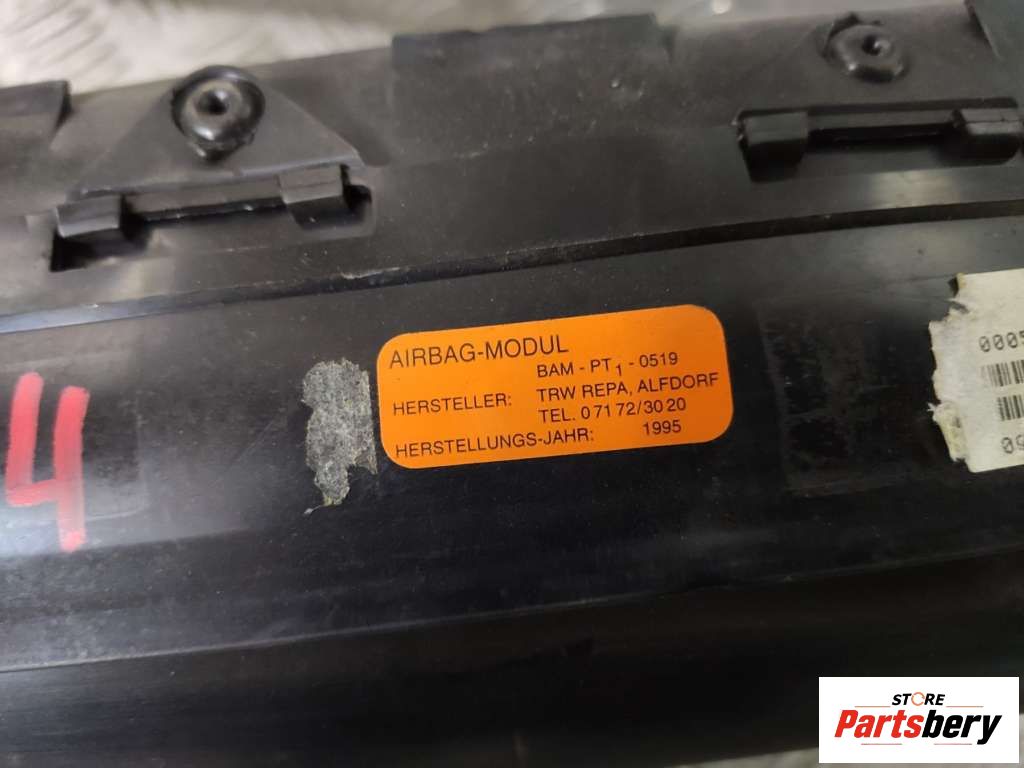 AIRBAG-MODUL
BAM - PT1 - 0519
HERSTELLER: TRW REPA, ALFDORF
TEL. 0 71 72/30 20
HERSTELLUNGS-JAHR: 1995
4
0005
STORE
Partsbery